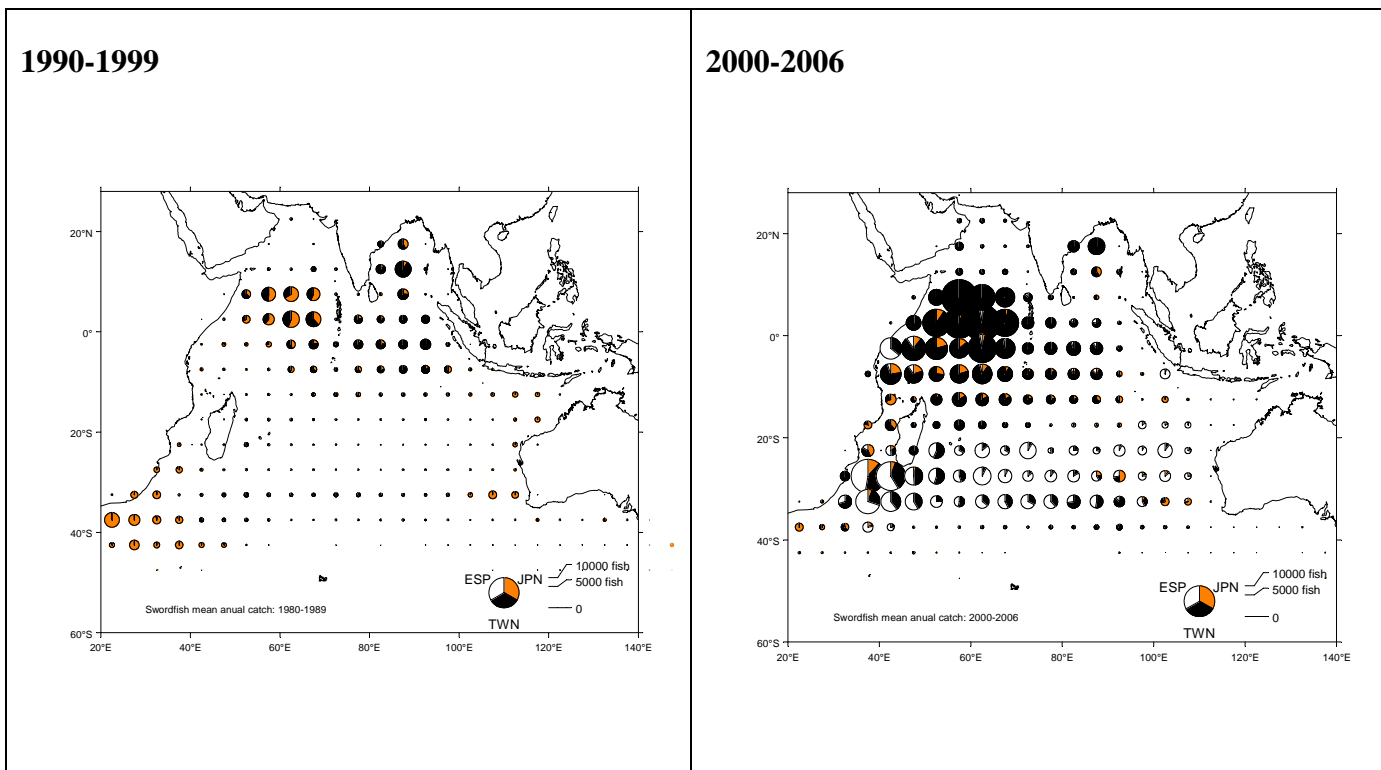 1990-1999
20°N
0°
20°S
40°S
60°S
20°E
40°E
60°E
80°E
100°E
120°E
140°E
ESP
JPN
TWN
10000 fish
5000 fish
0
Swordfish mean anual catch: 1980-1989
2000-2006
20°N
0°
20°S
40°S
60°S
20°E
40°E
60°E
80°E
100°E
120°E
140°E
ESP
JPN
TWN
10000 fish
5000 fish
0
Swordfish mean anual catch: 2000-2006